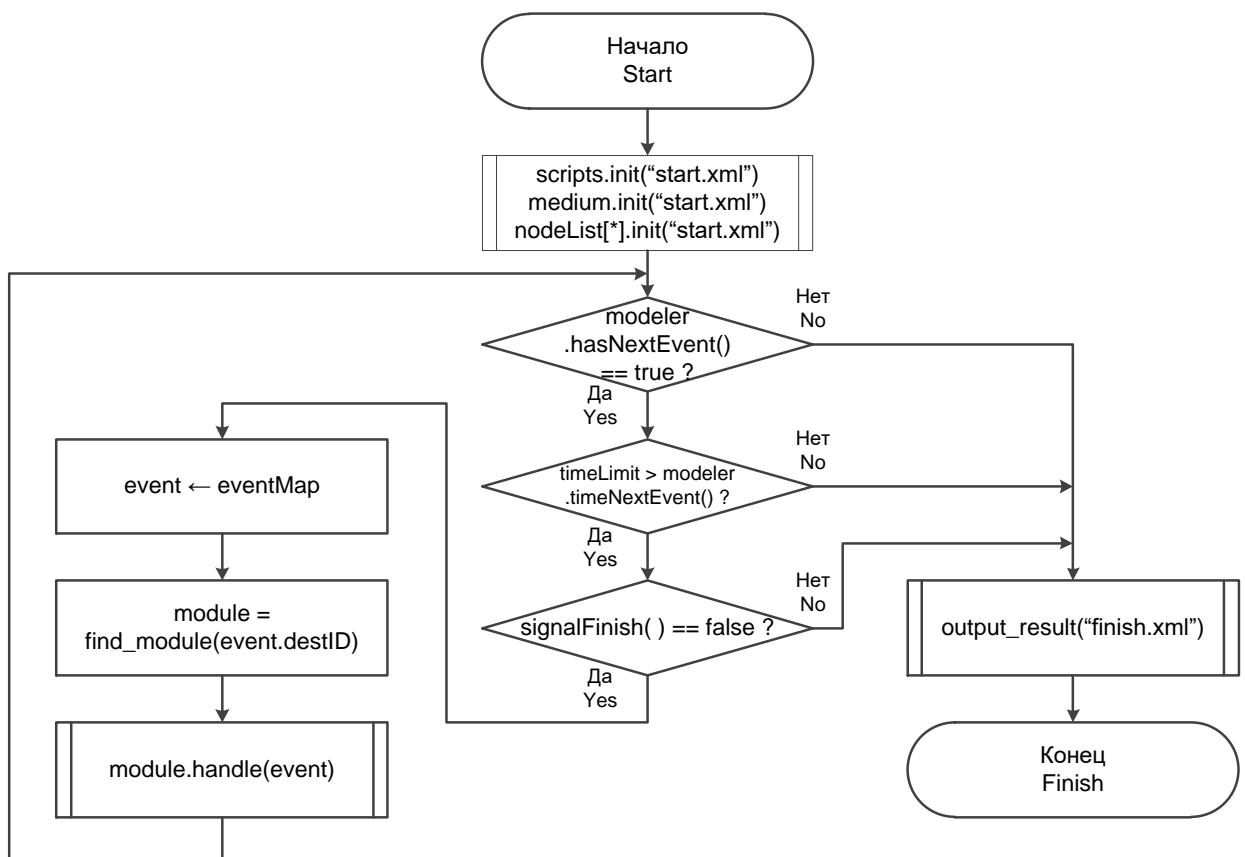 Начало
Start
scripts.init(“start.xml”)
medium.init(“start.xml”)
nodeList[*].init(“start.xml”)
modeler
.hasNextEvent()
== true ?
Нет
No
Да
Yes
timeLimit > modeler
.timeNextEvent() ?
Нет
No
Да
Yes
signalFinish( ) == false ?
Нет
No
Да
Yes
event ← eventMap
module =
find_module(event.destID)
module.handle(event)
output_result(“finish.xml”)
Конец
Finish